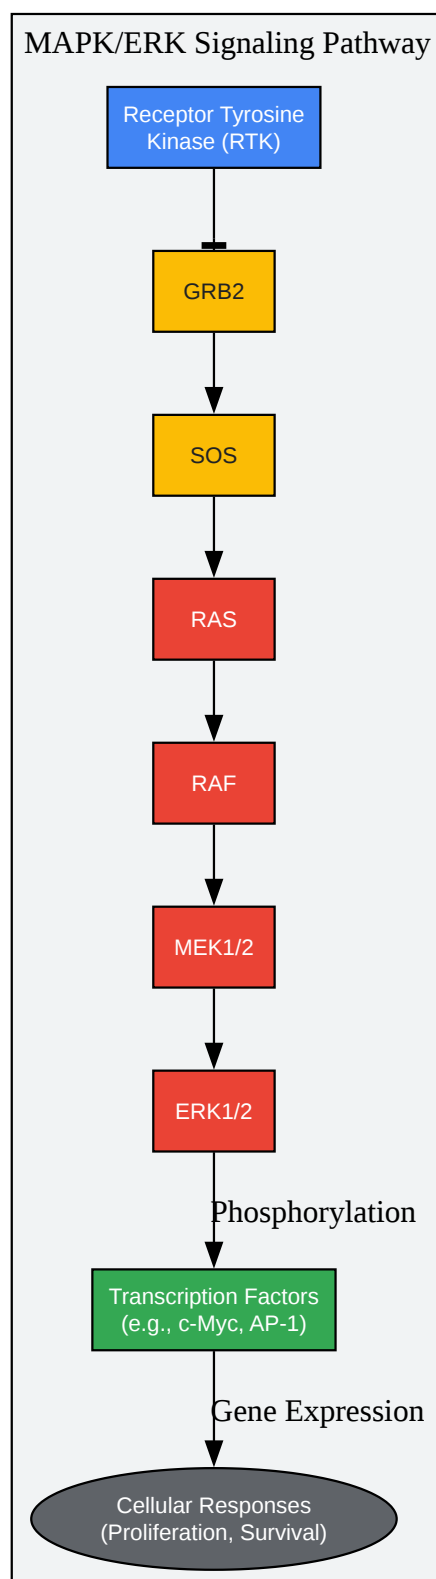 MAPK/ERK Signaling Pathway
Receptor Tyrosine
Kinase (RTK)
GRB2
SOS
RAS
RAF
MEK1/2
ERK1/2
Phosphorylation
Transcription Factors
(e.g., c-Myc, AP-1)
Gene Expression
Cellular Responses
(Proliferation, Survival)